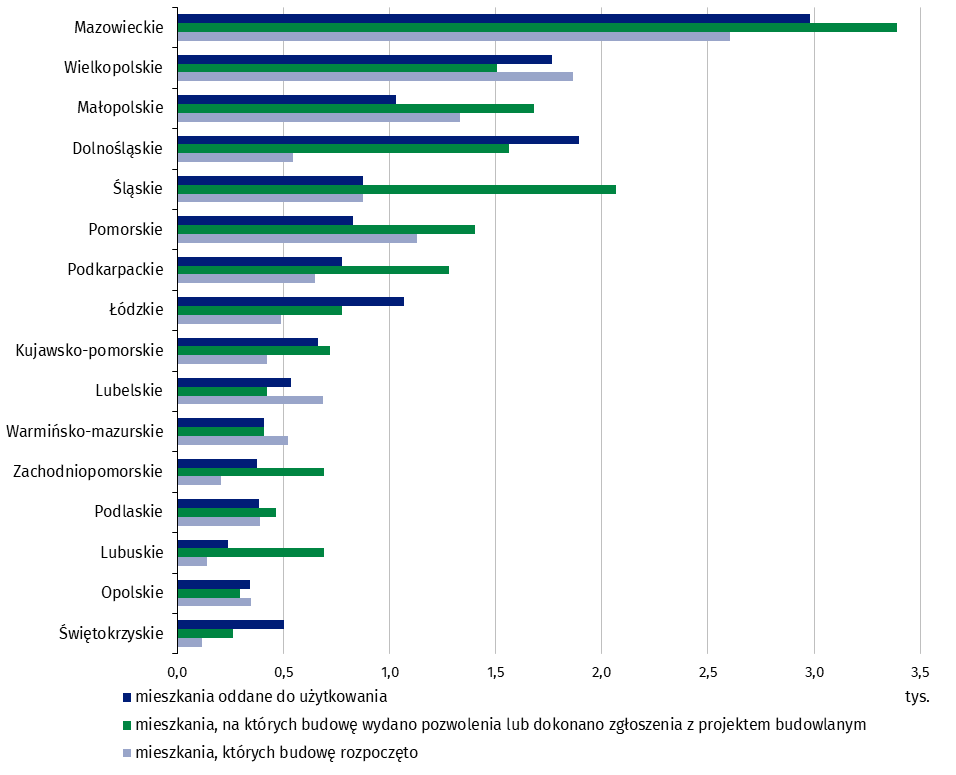 Mazowieckie
Wielkopolskie
Małopolskie
Dolnośląskie
Śląskie
Pomorskie
Podkarpackie
Łódzkie
Kujawsko-pomorskie
Lubelskie
Warmińsko-mazurskie
Zachodniopomorskie
Podlaskie
Lubuskie
Opolskie
Świętokrzyskie
0,0 0,5 1,0 1,5 2,0 2,5 3,0 3,5
tys.
mieszkania oddane do użytkowania
mieszkania, na których budowę wydano pozwolenia lub dokonano zgłoszenia z projektem budowlanym
mieszkania, których budowę rozpoczęto